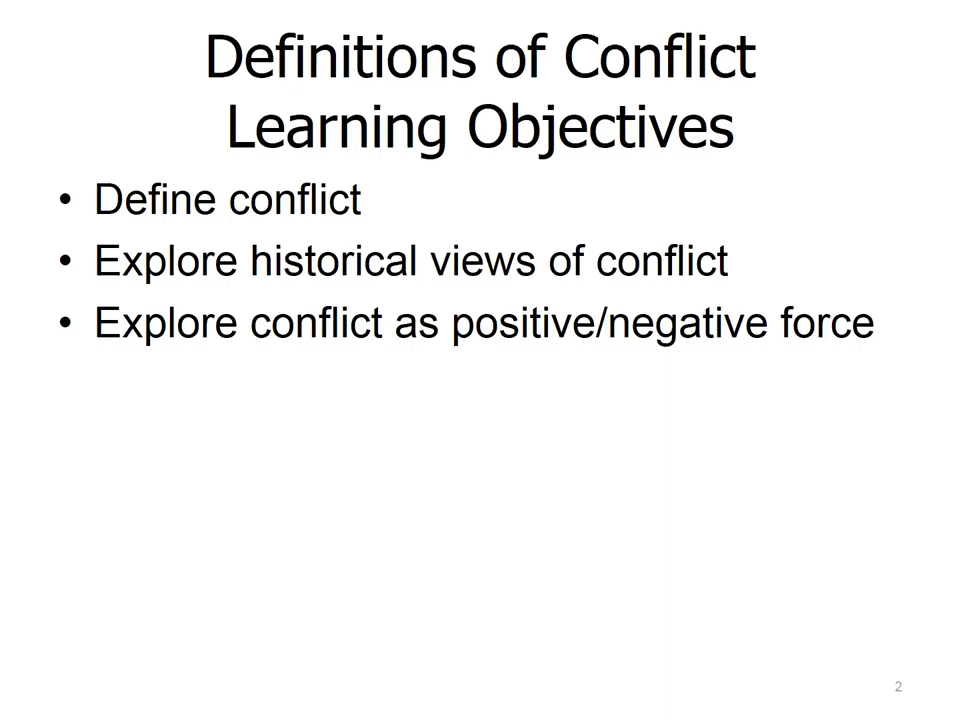 Definitions of Conflict
Learning Objectives
• Define conflict
• Explore historical views of conflict
• Explore conflict as positive/negative force
2